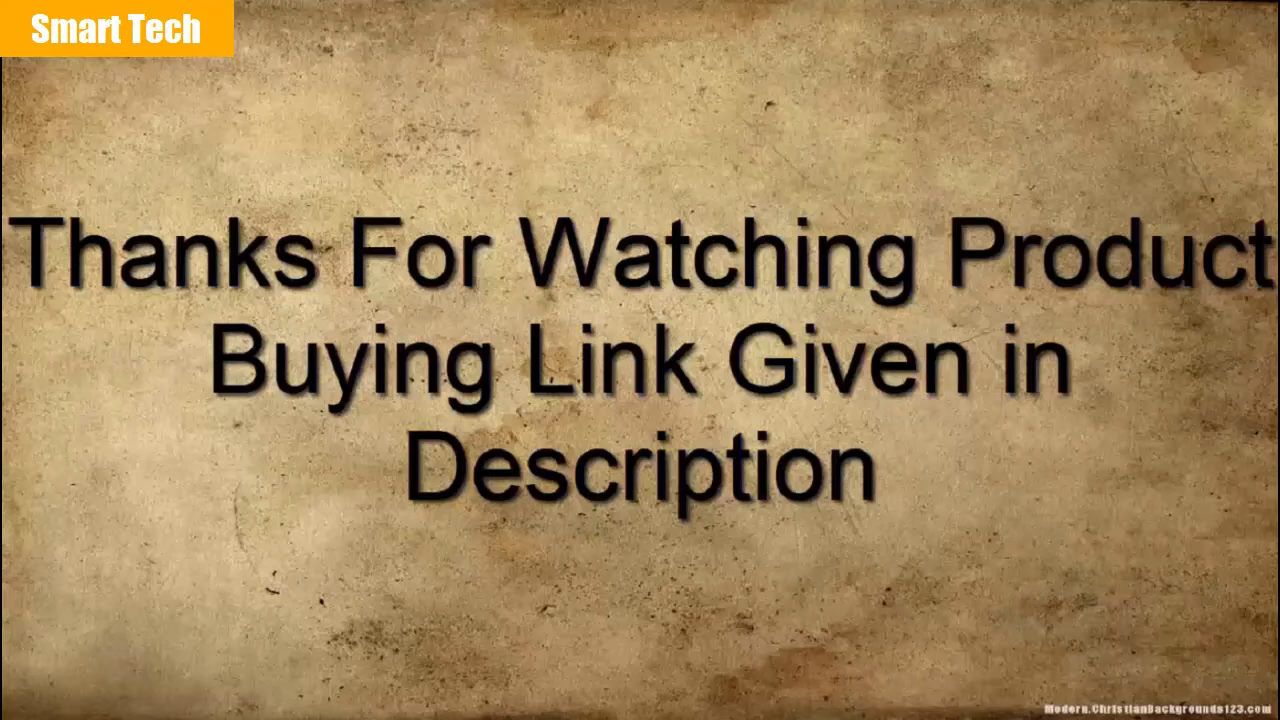 Smart Tech
Thanks For Watching Product
Buying Link Given in
Description
Modern.ChristianBackgrounds123.com